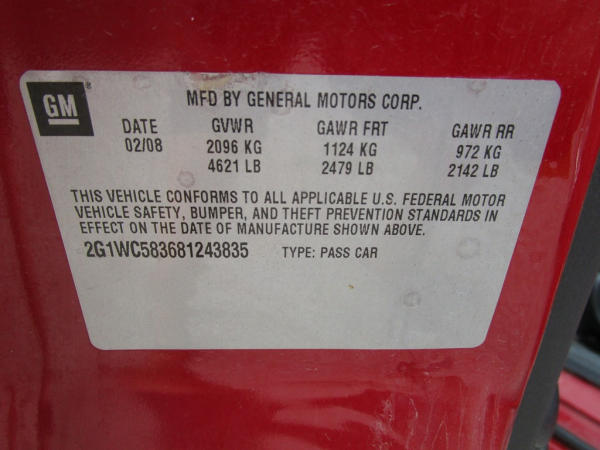 GM
MFD BY GENERAL MOTORS CORP.
DATE GVWR GAWR FRT GAWR RR
02/08 2096 KG 1124 KG 972 KG
4621 LB 2479 LB 2142 LB
THIS VEHICLE CONFORMS TO ALL APPLICABLE U.S. FEDERAL MOTOR
VEHICLE SAFETY, BUMPER, AND THEFT PREVENTION STANDARDS IN
EFFECT ON THE DATE OF MANUFACTURE SHOWN ABOVE.
2G1WC583681243835 TYPE: PASS CAR